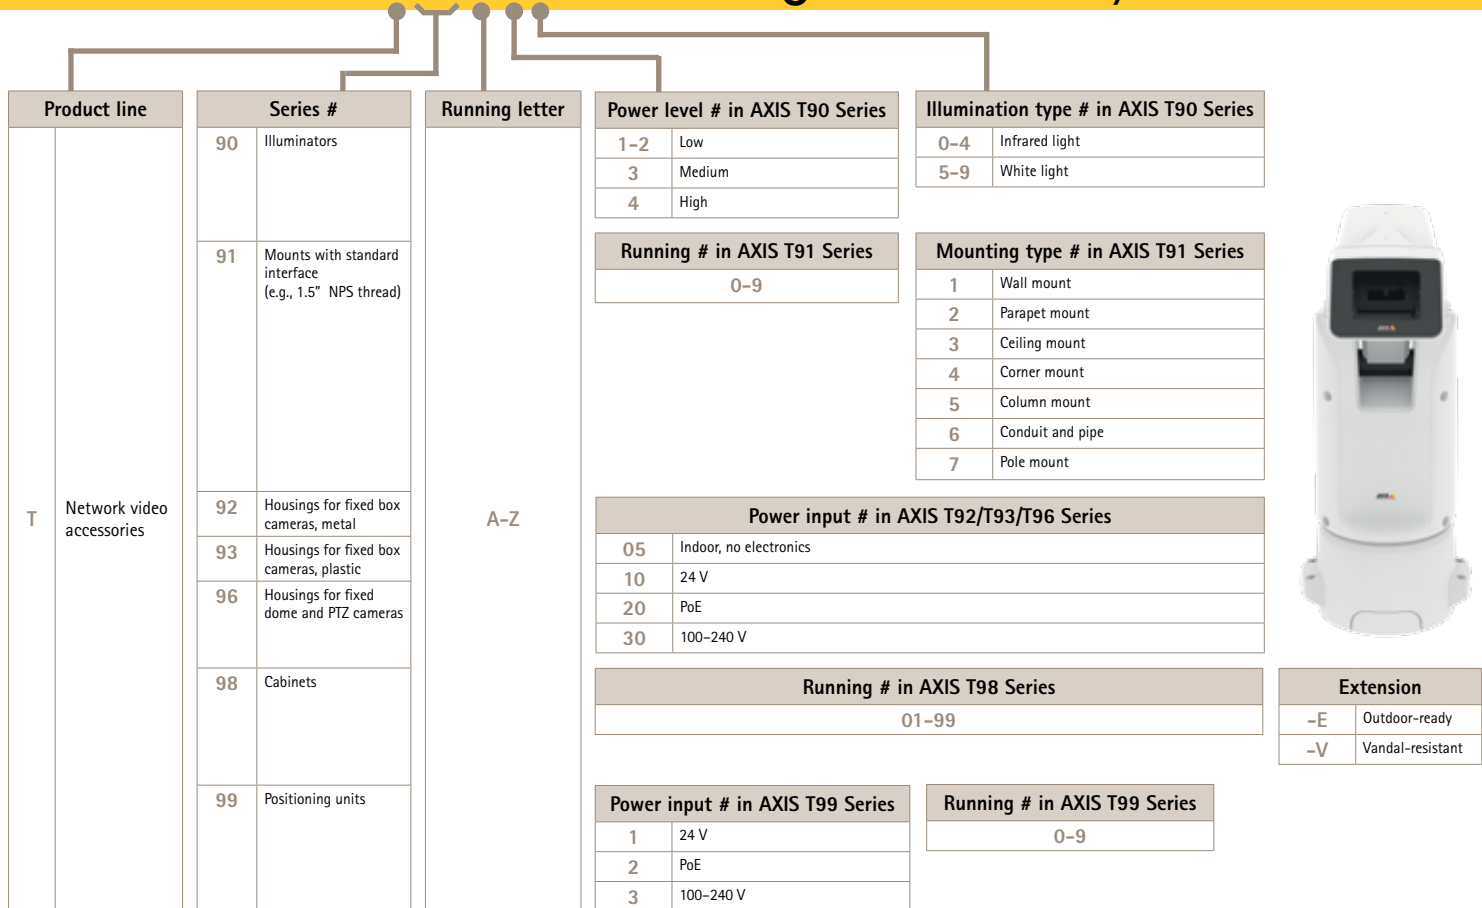 Product line
T
Network video
accessories
Series #
90
Illuminators
91
Mounts with standard
interface
(e.g., 1.5" NPS thread)
92
Housings for fixed box
cameras, metal
93
Housings for fixed box
cameras, plastic
96
Housings for fixed
dome and PTZ cameras
98
Cabinets
99
Positioning units
Running letter
A-Z
Power level # in AXIS T90 Series
1-2 Low
3 Medium
4 High
Illumination type # in AXIS T90 Series
0-4 Infrared light
5-9 White light
Running # in AXIS T91 Series
0-9
Mounting type # in AXIS T91 Series
1 Wall mount
2 Parapet mount
3 Ceiling mount
4 Corner mount
5 Column mount
6 Conduit and pipe
7 Pole mount
Power input # in AXIS T92/T93/T96 Series
05 Indoor, no electronics
10 24 V
20 PoE
30 100-240 V
Running # in AXIS T98 Series
01-99
Extension
-E Outdoor-ready
-V Vandal-resistant
Power input # in AXIS T99 Series
1 24 V
2 PoE
3 100-240 V
Running # in AXIS T99 Series
0-9